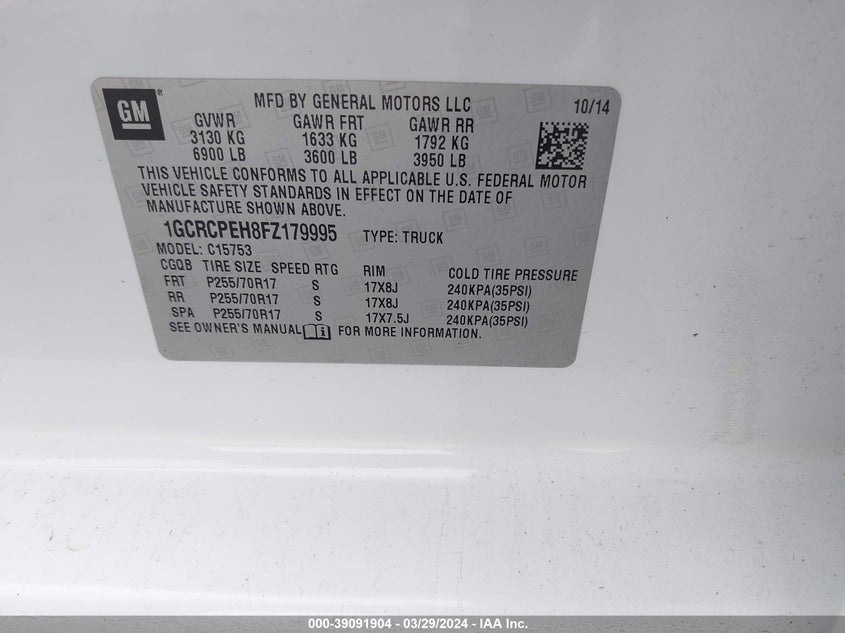 GM ®
MFD BY GENERAL MOTORS LLC 10/14
GVWR GAWR FRT GAWR RR
3130 KG 1633 KG 1792 KG
6900 LB 3600 LB 3950 LB
THIS VEHICLE CONFORMS TO ALL APPLICABLE U.S. FEDERAL MOTOR
VEHICLE SAFETY STANDARDS IN EFFECT ON THE DATE OF
MANUFACTURE SHOWN ABOVE.
1GCRCPEH8FZ179995 TYPE: TRUCK
MODEL: C15753
CGQB TIRE SIZE SPEED RTG RIM COLD TIRE PRESSURE
FRT P255/70R17 S 17X8J 240KPA(35PSI)
RR P255/70R17 S 17X8J 240KPA(35PSI)
SPA P255/70R17 S 17X7.5J 240KPA(35PSI)
SEE OWNER'S MANUAL FOR MORE INFORMATION.
000-39091904 — 03/29/2024 — IAA Inc.